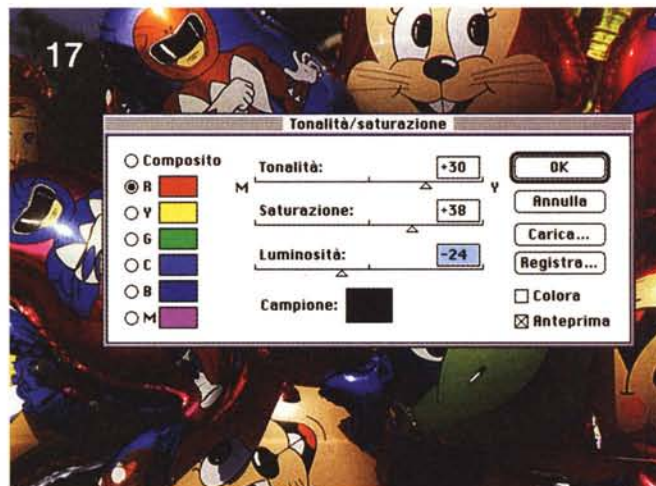 17
Tonalità/saturazione
Composito
R
Y
G
C
B
M
M Tonalità: +30 Y
Saturazione: +38
Luminosità: -24
Campione:
OK
Annulla
Carica...
Registra...
Colora
Anteprima